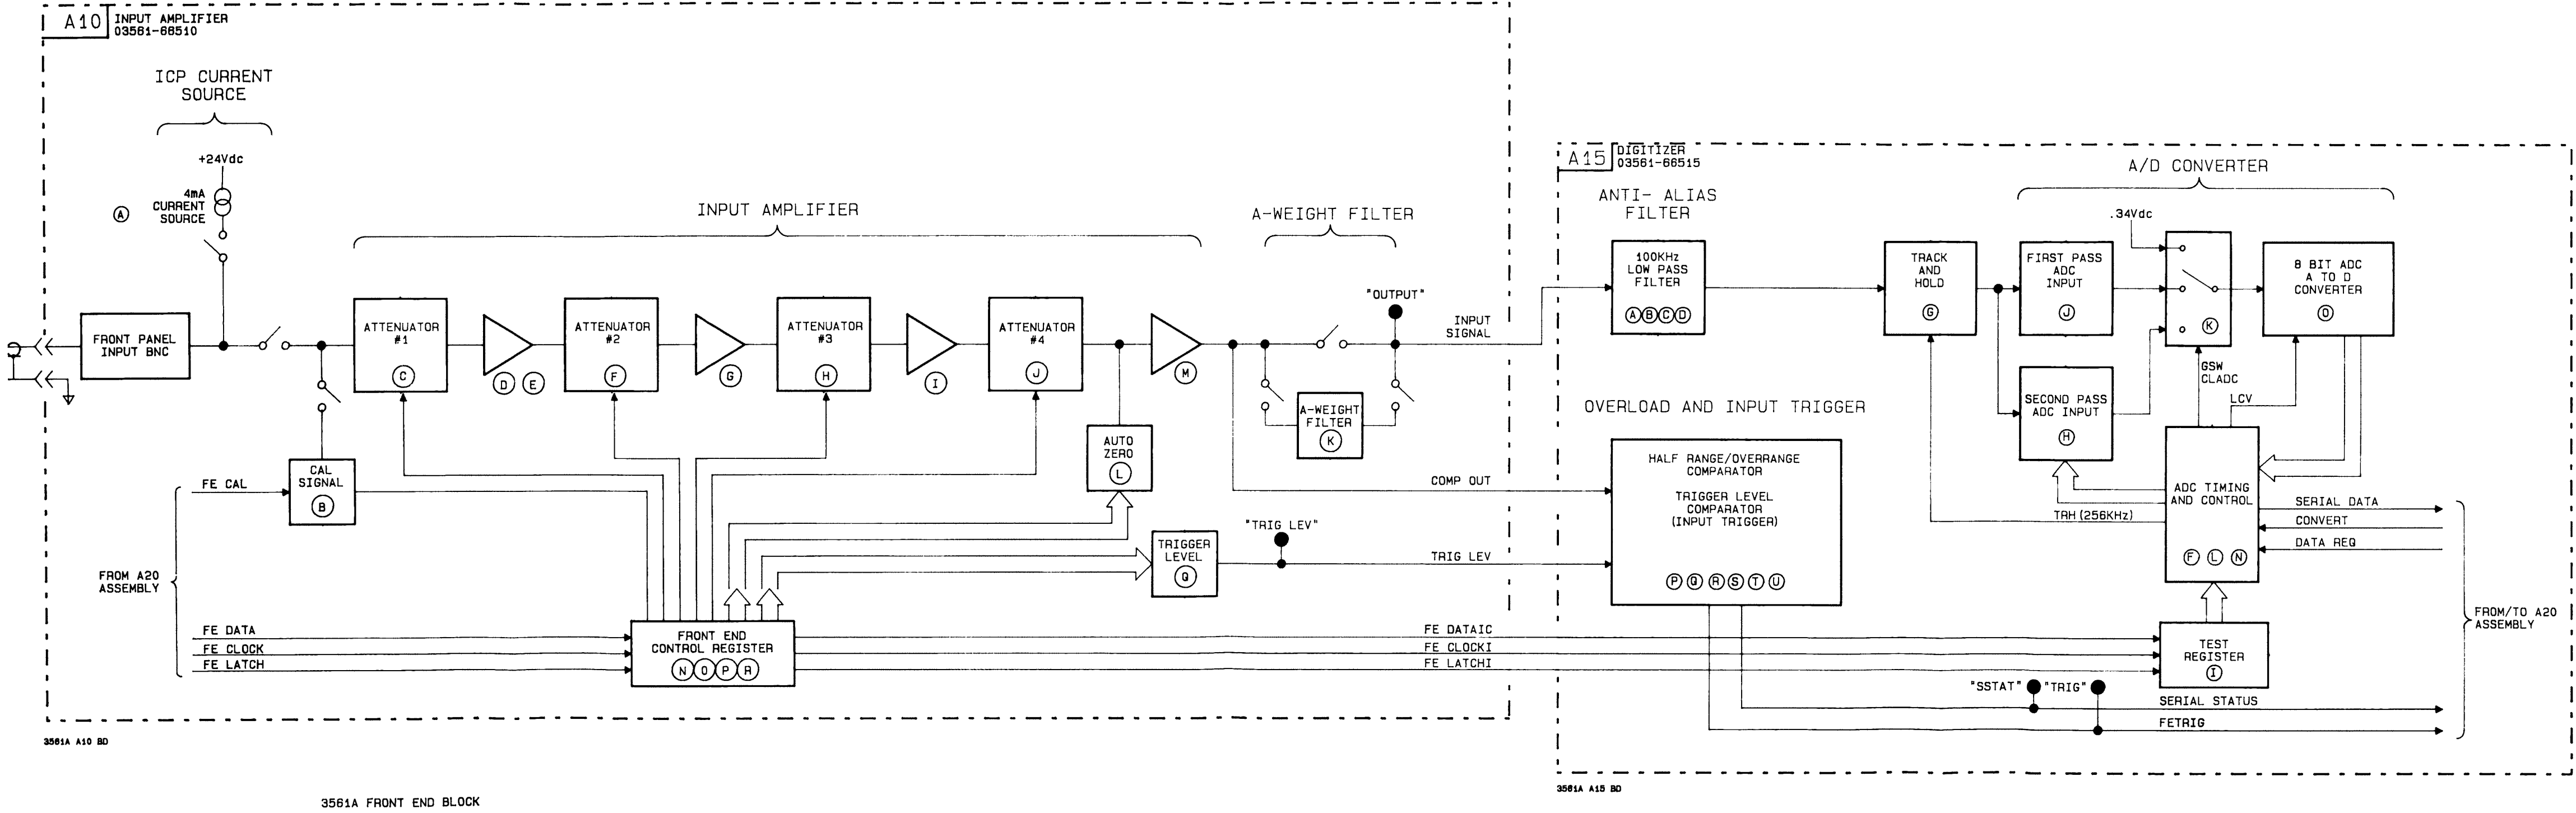 A10
INPUT AMPLIFIER
03561-66510
ICP CURRENT
SOURCE
+24Vdc
4mA
CURRENT
SOURCE
A
FRONT PANEL
INPUT BNC
INPUT AMPLIFIER
ATTENUATOR
#1
C
D E
ATTENUATOR
#2
F
G
ATTENUATOR
#3
H
I
ATTENUATOR
#4
J
M
A-WEIGHT FILTER
"OUTPUT"
A-WEIGHT
FILTER
K
INPUT
SIGNAL
CAL
SIGNAL
B
FE CAL
AUTO
ZERO
L
COMP OUT
"TRIG LEV"
TRIGGER
LEVEL
Q
TRIG LEV
FROM A20
ASSEMBLY
FE DATA
FE CLOCK
FE LATCH
FRONT END
CONTROL REGISTER
N O P R
FE DATAIC
FE CLOCKI
FE LATCHI
3561A A10 BD
3561A FRONT END BLOCK
A15
DIGITIZER
03561-66515
ANTI- ALIAS
FILTER
100KHz
LOW PASS
FILTER
A B C D
A/D CONVERTER
.34Vdc
TRACK
AND
HOLD
G
FIRST PASS
ADC
INPUT
J
K
8 BIT ADC
A TO D
CONVERTER
O
GSW
CLADC
LCV
SECOND PASS
ADC INPUT
H
OVERLOAD AND INPUT TRIGGER
HALF RANGE/OVERRANGE
COMPARATOR
TRIGGER LEVEL
COMPARATOR
(INPUT TRIGGER)
P Q R S T U
ADC TIMING
AND CONTROL
F L N
TRH (256KHz)
SERIAL DATA
CONVERT
DATA REQ
FROM/TO A20
ASSEMBLY
TEST
REGISTER
I
"SSTAT" "TRIG"
SERIAL STATUS
FETRIG
3561A A15 BD